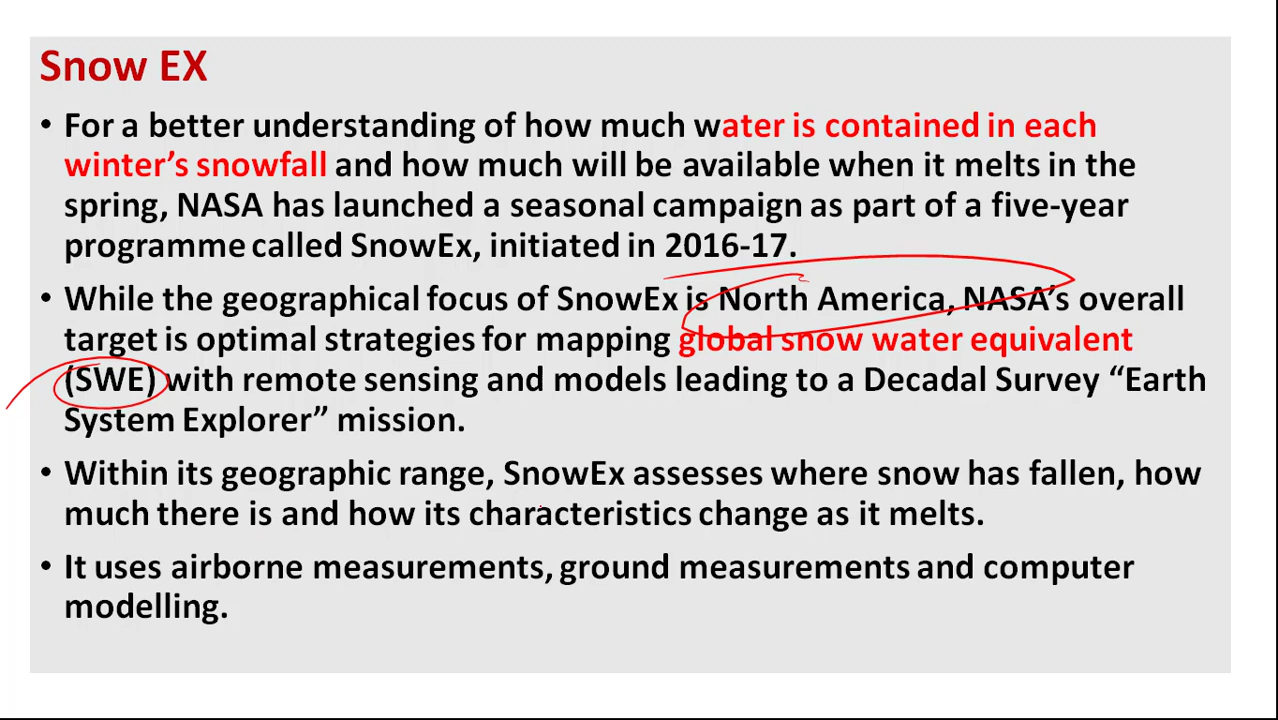 Snow EX
• For a better understanding of how much water is contained in each
winter's snowfall and how much will be available when it melts in the
spring, NASA has launched a seasonal campaign as part of a five-year
programme called SnowEx, initiated in 2016-17.
• While the geographical focus of SnowEx is North America, NASA's overall
target is optimal strategies for mapping global snow water equivalent
(SWE) with remote sensing and models leading to a Decadal Survey “Earth
System Explorer” mission.
• Within its geographic range, SnowEx assesses where snow has fallen, how
much there is and how its characteristics change as it melts.
• It uses airborne measurements, ground measurements and computer
modelling.